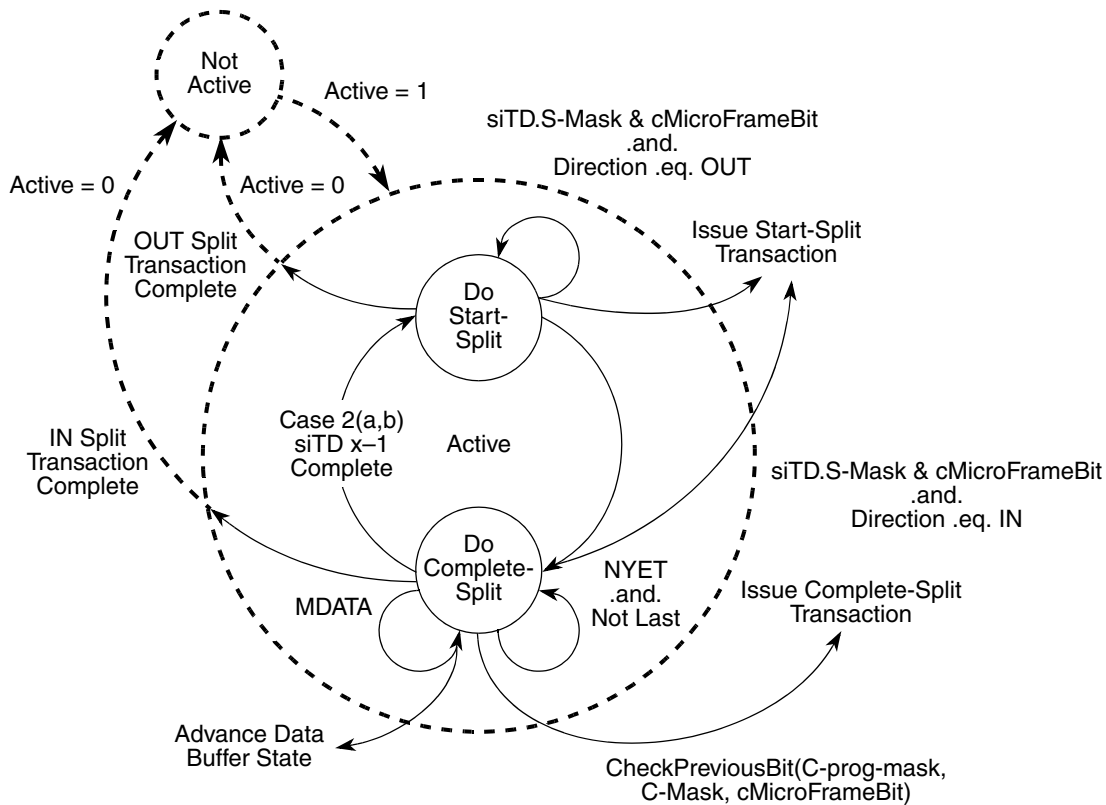 Not
Active
Active = 1
siTD.S-Mask & cMicroFrameBit
.and.
Direction .eq. OUT
Active = 0
Active = 0
OUT Split
Transaction
Complete
Issue Start-Split
Transaction
Do
Start-
Split
Case 2(a,b)
siTD x–1
Complete
Active
IN Split
Transaction
Complete
siTD.S-Mask & cMicroFrameBit
.and.
Direction .eq. IN
Do
Complete-
Split
MDATA
NYET
.and.
Not Last
Issue Complete-Split
Transaction
Advance Data
Buffer State
CheckPreviousBit(C-prog-mask,
C-Mask, cMicroFrameBit)